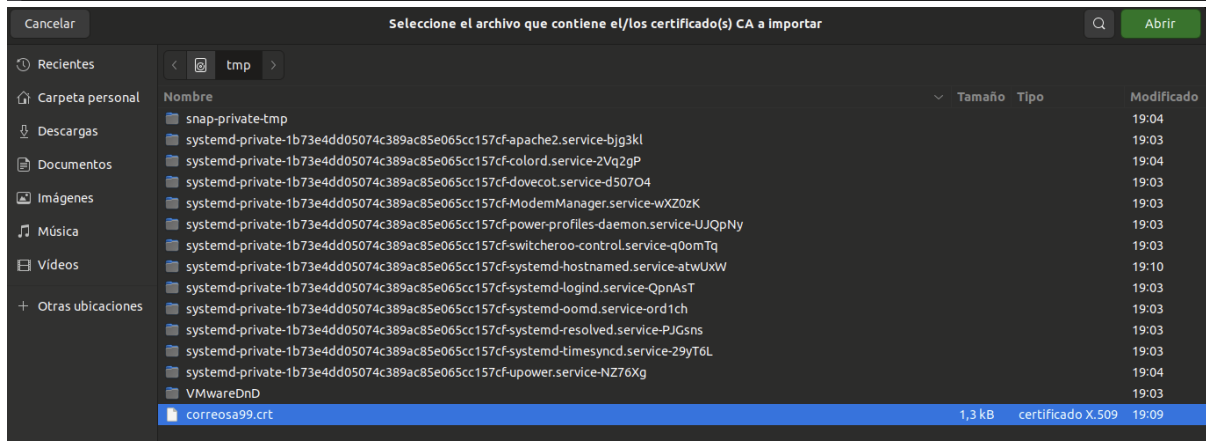 Cancelar Seleccione el archivo que contiene el/los certificado(s) CA a importar Abrir
Recientes
Carpeta personal
Descargas
Documentos
Imágenes
Música
Vídeos
+ Otras ubicaciones
tmp
Nombre Tamaño Tipo Modificado
snap-private-tmp 19:04
systemd-private-1b73e4dd05074c389ac85e065cc157cf-apache2.service-bjg3kl 19:03
systemd-private-1b73e4dd05074c389ac85e065cc157cf-colord.service-2Vq2gP 19:04
systemd-private-1b73e4dd05074c389ac85e065cc157cf-dovecot.service-d507O4 19:03
systemd-private-1b73e4dd05074c389ac85e065cc157cf-ModemManager.service-wXZ0zK 19:03
systemd-private-1b73e4dd05074c389ac85e065cc157cf-power-profiles-daemon.service-UJQpNy 19:03
systemd-private-1b73e4dd05074c389ac85e065cc157cf-switcheroo-control.service-q0omTq 19:03
systemd-private-1b73e4dd05074c389ac85e065cc157cf-systemd-hostnamed.service-atwUxW 19:10
systemd-private-1b73e4dd05074c389ac85e065cc157cf-systemd-logind.service-QpnAsT 19:03
systemd-private-1b73e4dd05074c389ac85e065cc157cf-systemd-oomd.service-ord1ch 19:03
systemd-private-1b73e4dd05074c389ac85e065cc157cf-systemd-resolved.service-PJGsns 19:03
systemd-private-1b73e4dd05074c389ac85e065cc157cf-systemd-timesyncd.service-29yT6L 19:03
systemd-private-1b73e4dd05074c389ac85e065cc157cf-upower.service-NZ76Xg 19:04
VMwareDnD 19:03
correosa99.crt 1,3 kB certificado X.509 19:09